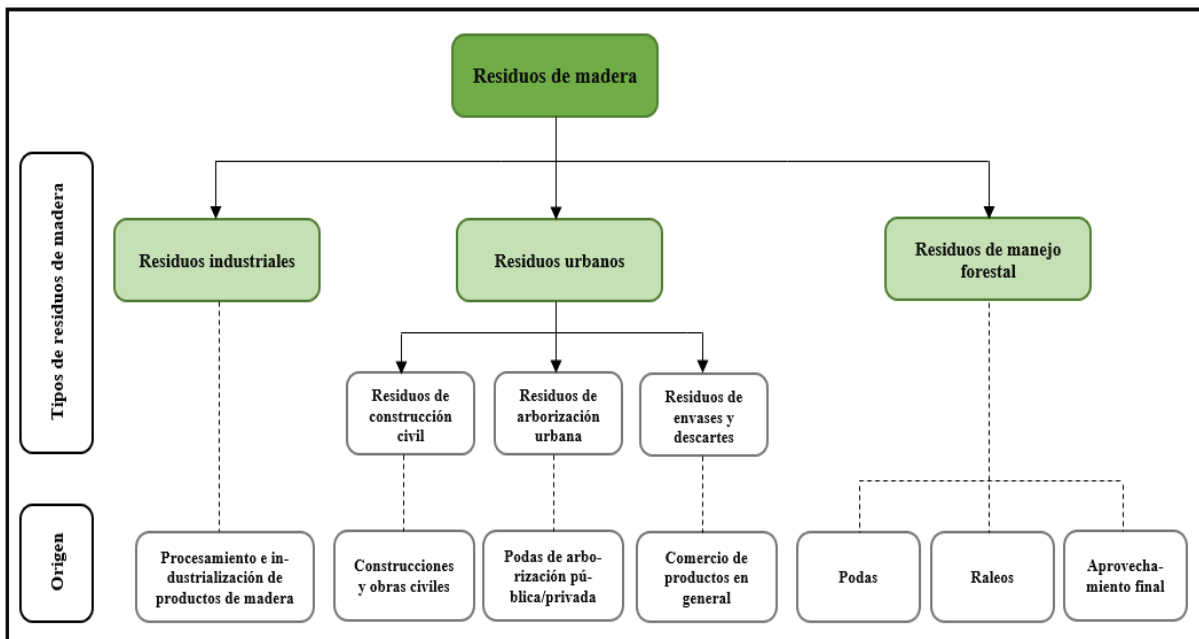 Residuos de madera
Tipos de residuos de madera
Residuos industriales
Residuos urbanos
Residuos de manejo
forestal
Residuos de
construcción
civil
Residuos de
arborización
urbana
Residuos de
envases y
descartes
Origen
Procesamiento e in-
dustrialización de
productos de madera
Construcciones
y obras civiles
Podas de arbo-
rización pú-
blica/privada
Comercio de
productos en
general
Podas
Raleos
Aprovecha-
miento final